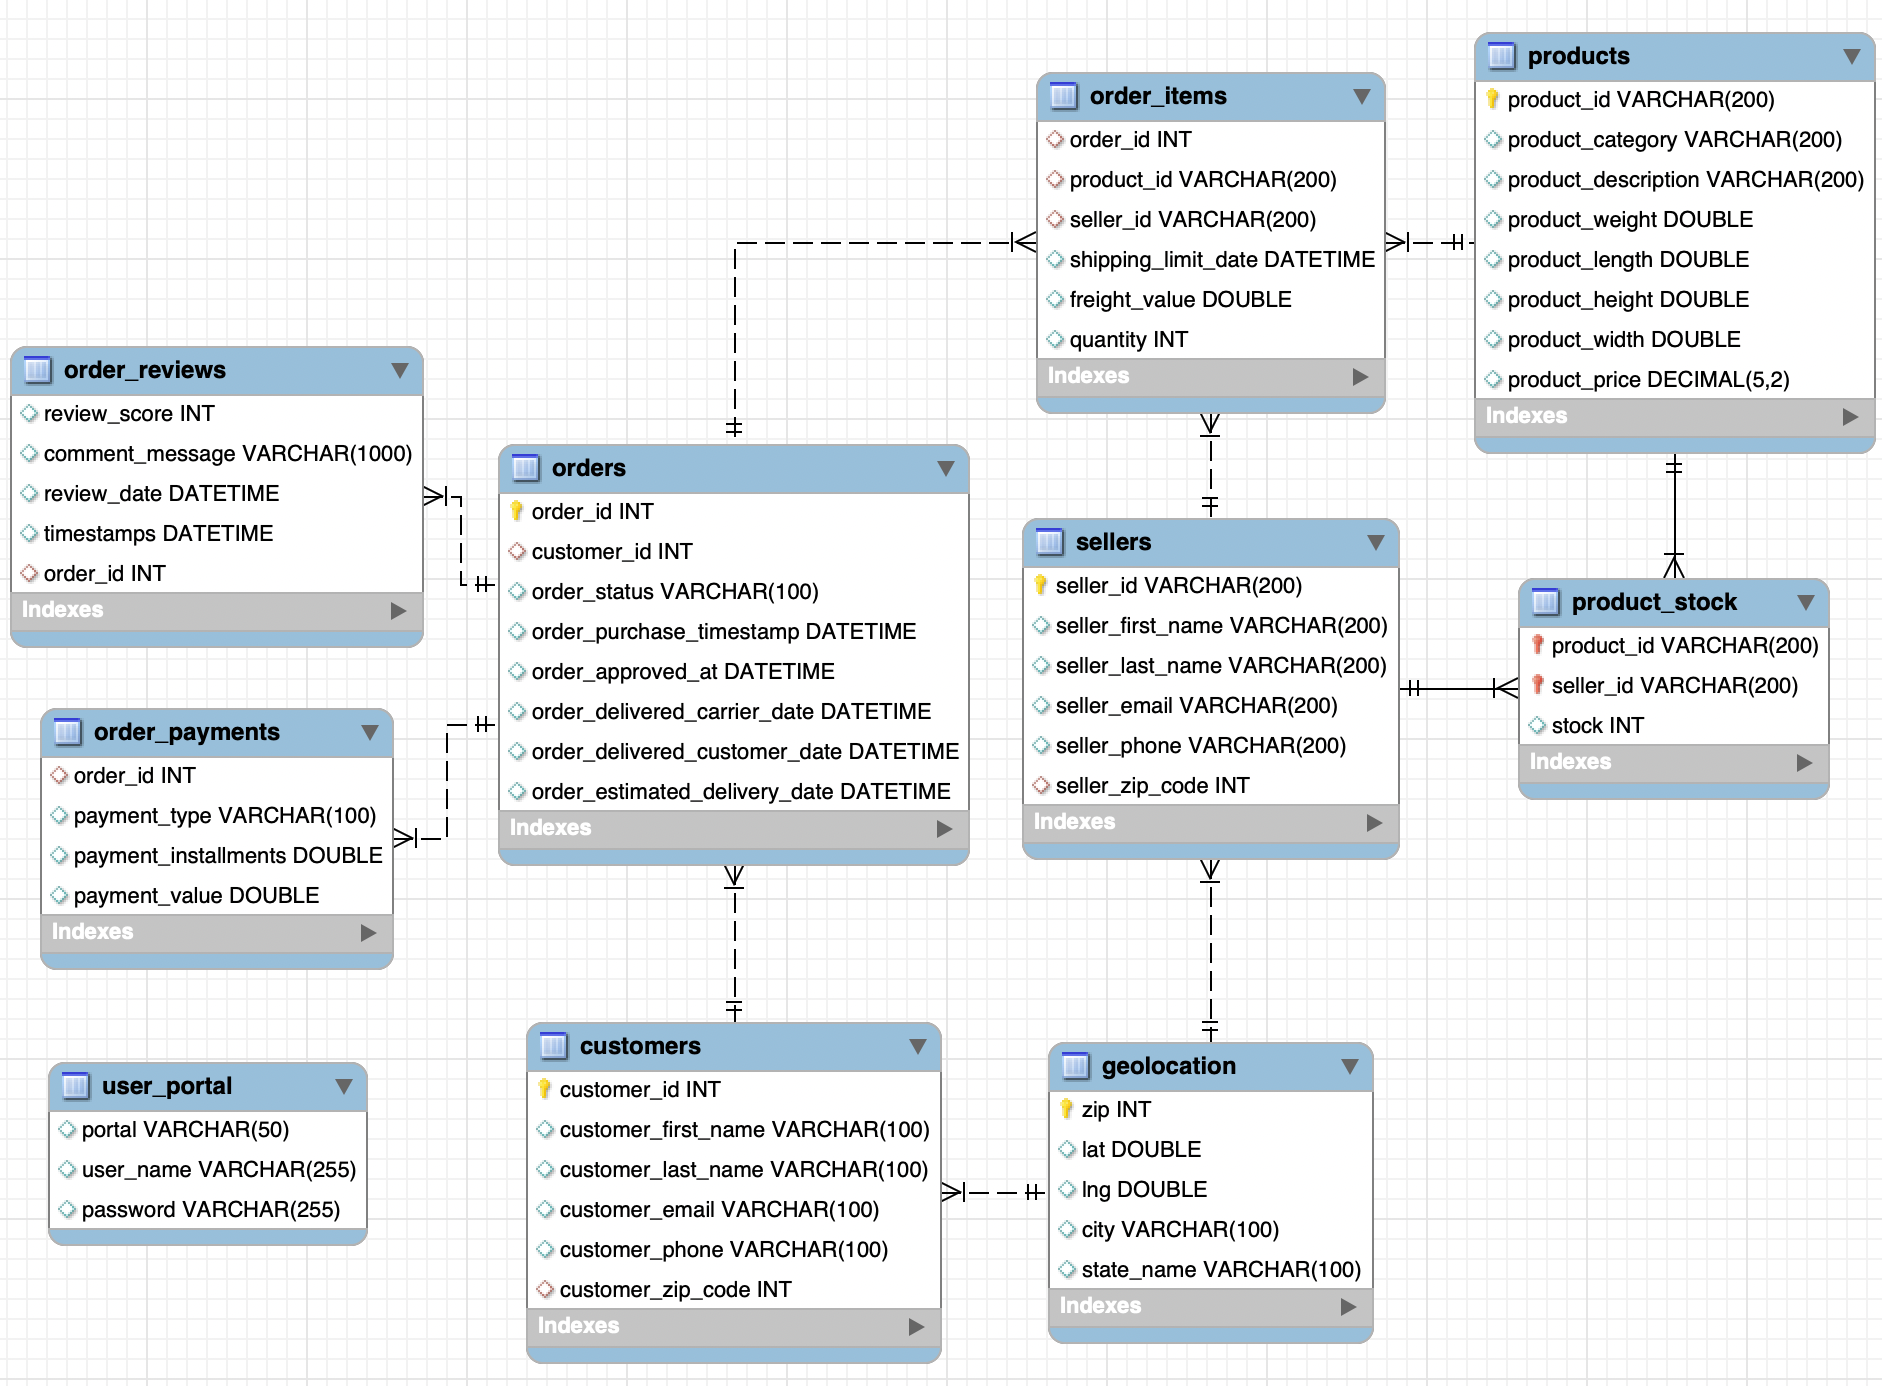 products
product_id VARCHAR(200)
product_category VARCHAR(200)
product_description VARCHAR(200)
product_weight DOUBLE
product_length DOUBLE
product_height DOUBLE
product_width DOUBLE
product_price DECIMAL(5,2)
Indexes
order_items
order_id INT
product_id VARCHAR(200)
seller_id VARCHAR(200)
shipping_limit_date DATETIME
freight_value DOUBLE
quantity INT
Indexes
order_reviews
review_score INT
comment_message VARCHAR(1000)
review_date DATETIME
timestamps DATETIME
order_id INT
Indexes
orders
order_id INT
customer_id INT
order_status VARCHAR(100)
order_purchase_timestamp DATETIME
order_approved_at DATETIME
order_delivered_carrier_date DATETIME
order_delivered_customer_date DATETIME
order_estimated_delivery_date DATETIME
Indexes
sellers
seller_id VARCHAR(200)
seller_first_name VARCHAR(200)
seller_last_name VARCHAR(200)
seller_email VARCHAR(200)
seller_phone VARCHAR(200)
seller_zip_code INT
Indexes
product_stock
product_id VARCHAR(200)
seller_id VARCHAR(200)
stock INT
Indexes
order_payments
order_id INT
payment_type VARCHAR(100)
payment_installments DOUBLE
payment_value DOUBLE
Indexes
user_portal
portal VARCHAR(50)
user_name VARCHAR(255)
password VARCHAR(255)
customers
customer_id INT
customer_first_name VARCHAR(100)
customer_last_name VARCHAR(100)
customer_email VARCHAR(100)
customer_phone VARCHAR(100)
customer_zip_code INT
Indexes
geolocation
zip INT
lat DOUBLE
lng DOUBLE
city VARCHAR(100)
state_name VARCHAR(100)
Indexes